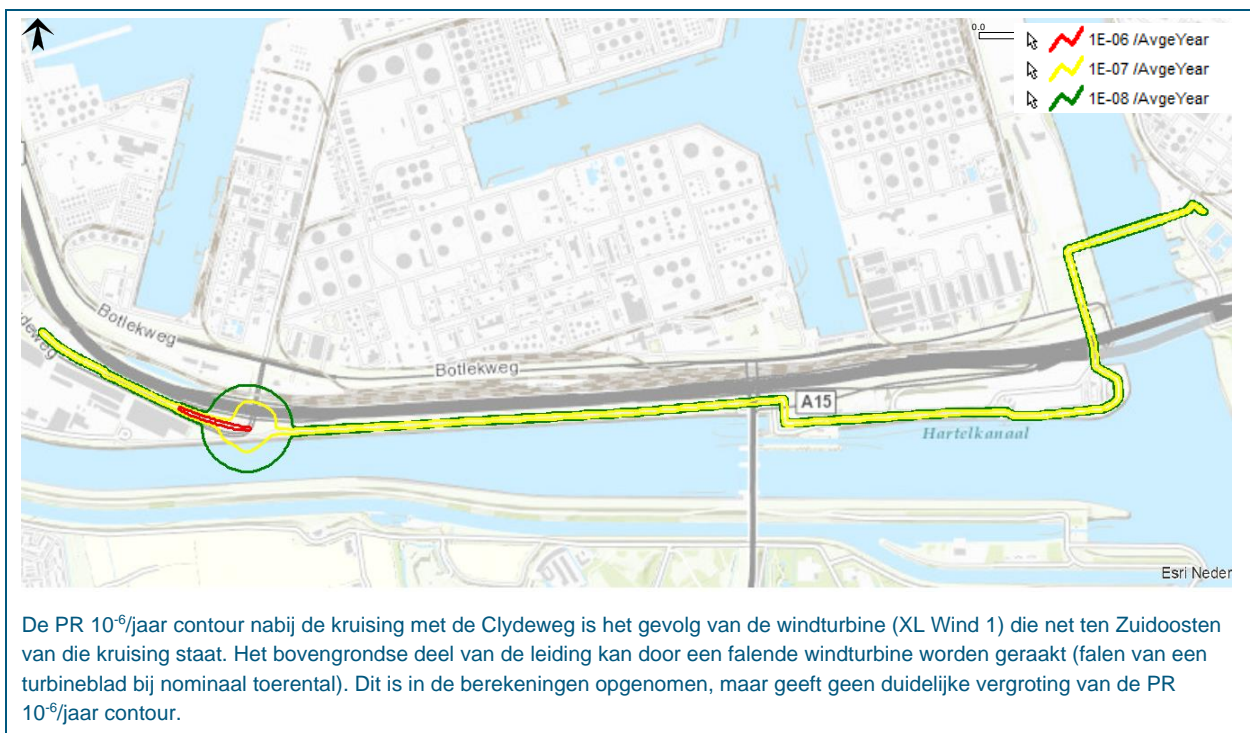 0.0
1E-06 /AvgeYear
1E-07 /AvgeYear
1E-08 /AvgeYear
Botlekweg
Botlekweg
A15
Hartelkanaal
Esri Neder
De PR 10⁻⁶/jaar contour nabij de kruising met de Clydeweg is het gevolg van de windturbine (XL Wind 1) die net ten Zuidoosten
van die kruising staat. Het bovengrondse deel van de leiding kan door een falende windturbine worden geraakt (falen van een
turbineblad bij nominaal toerental). Dit is in de berekeningen opgenomen, maar geeft geen duidelijke vergroting van de PR
10⁻⁶/jaar contour.